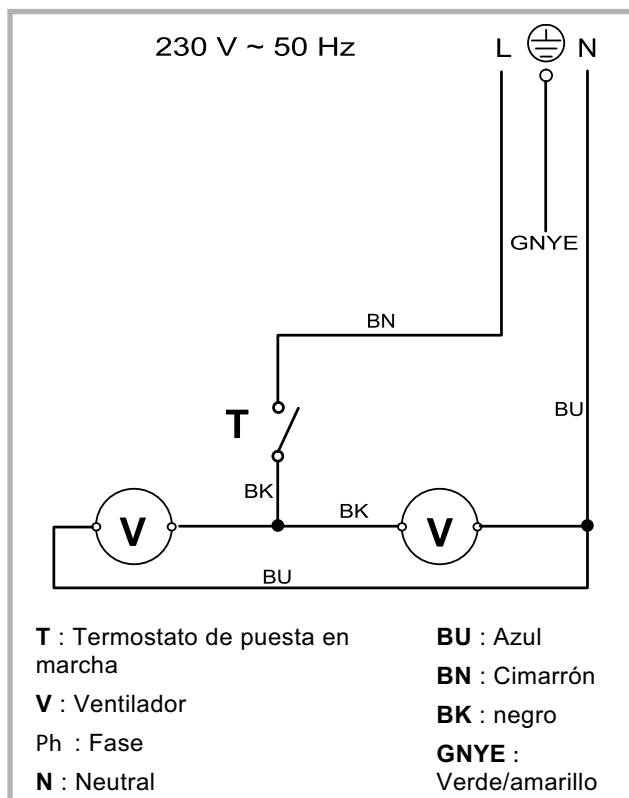 230 V ~ 50 Hz
L N
GNYE
BN
T
BU
BK
BK
V
V
BU
T : Termostato de puesta en
marcha
V : Ventilador
Ph : Fase
N : Neutral
BU : Azul
BN : Cimarrón
BK : negro
GNYE :
Verde/amarillo